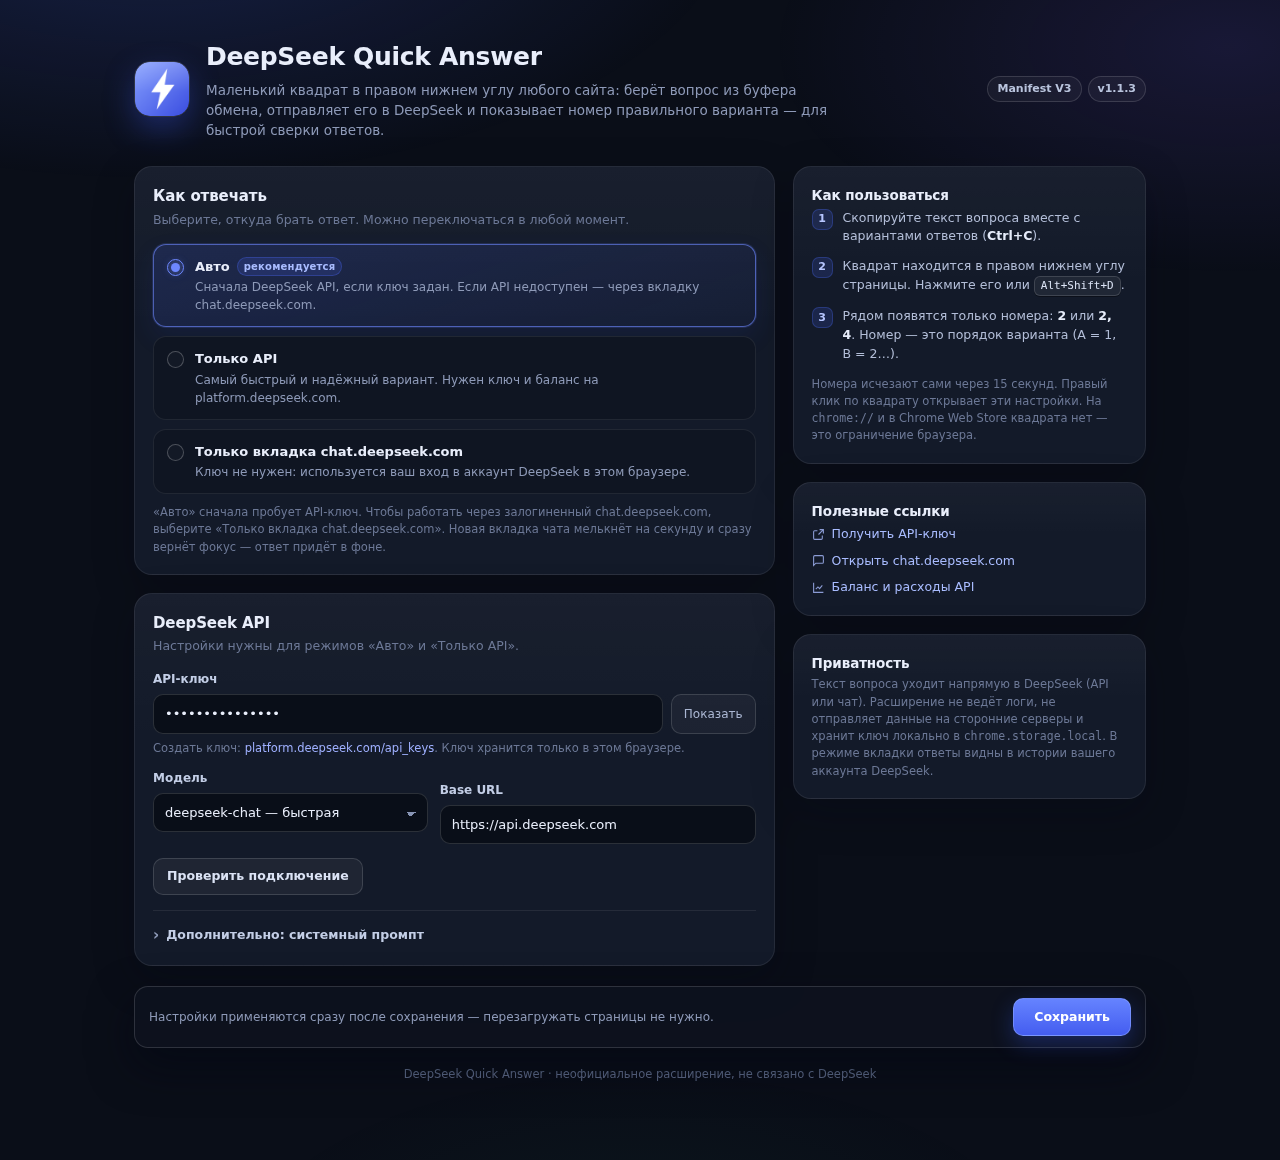 DeepSeek Quick Answer
Маленький квадрат в правом нижнем углу любого сайта: берёт вопрос из буфера
обмена, отправляет его в DeepSeek и показывает номер правильного варианта — для
быстрой сверки ответов.
Manifest V3
v1.1.3
Как отвечать
Выберите, откуда брать ответ. Можно переключаться в любой момент.
Авто рекомендуется
Сначала DeepSeek API, если ключ задан. Если API недоступен — через вкладку
chat.deepseek.com.
Только API
Самый быстрый и надёжный вариант. Нужен ключ и баланс на
platform.deepseek.com.
Только вкладка chat.deepseek.com
Ключ не нужен: используется ваш вход в аккаунт DeepSeek в этом браузере.
«Авто» сначала пробует API-ключ. Чтобы работать через залогиненный chat.deepseek.com,
выберите «Только вкладка chat.deepseek.com». Новая вкладка чата мелькнёт на секунду и сразу
вернёт фокус — ответ придёт в фоне.
DeepSeek API
Настройки нужны для режимов «Авто» и «Только API».
API-ключ
•••••••••••••••
Показать
Создать ключ: platform.deepseek.com/api_keys. Ключ хранится только в этом браузере.
Модель
deepseek-chat — быстрая
Base URL
https://api.deepseek.com
Проверить подключение
› Дополнительно: системный промпт
Как пользоваться
1 Скопируйте текст вопроса вместе с
вариантами ответов (Ctrl+C).
2 Квадрат находится в правом нижнем углу
страницы. Нажмите его или Alt+Shift+D.
3 Рядом появятся только номера: 2 или 2,
4. Номер — это порядок варианта (A = 1,
B = 2…).
Номера исчезают сами через 15 секунд. Правый
клик по квадрату открывает эти настройки. На
chrome:// и в Chrome Web Store квадрата нет —
это ограничение браузера.
Полезные ссылки
Получить API-ключ
Открыть chat.deepseek.com
Баланс и расходы API
Приватность
Текст вопроса уходит напрямую в DeepSeek (API
или чат). Расширение не ведёт логи, не
отправляет данные на сторонние серверы и
хранит ключ локально в chrome.storage.local. В
режиме вкладки ответы видны в истории вашего
аккаунта DeepSeek.
Настройки применяются сразу после сохранения — перезагружать страницы не нужно.
Сохранить
DeepSeek Quick Answer · неофициальное расширение, не связано с DeepSeek